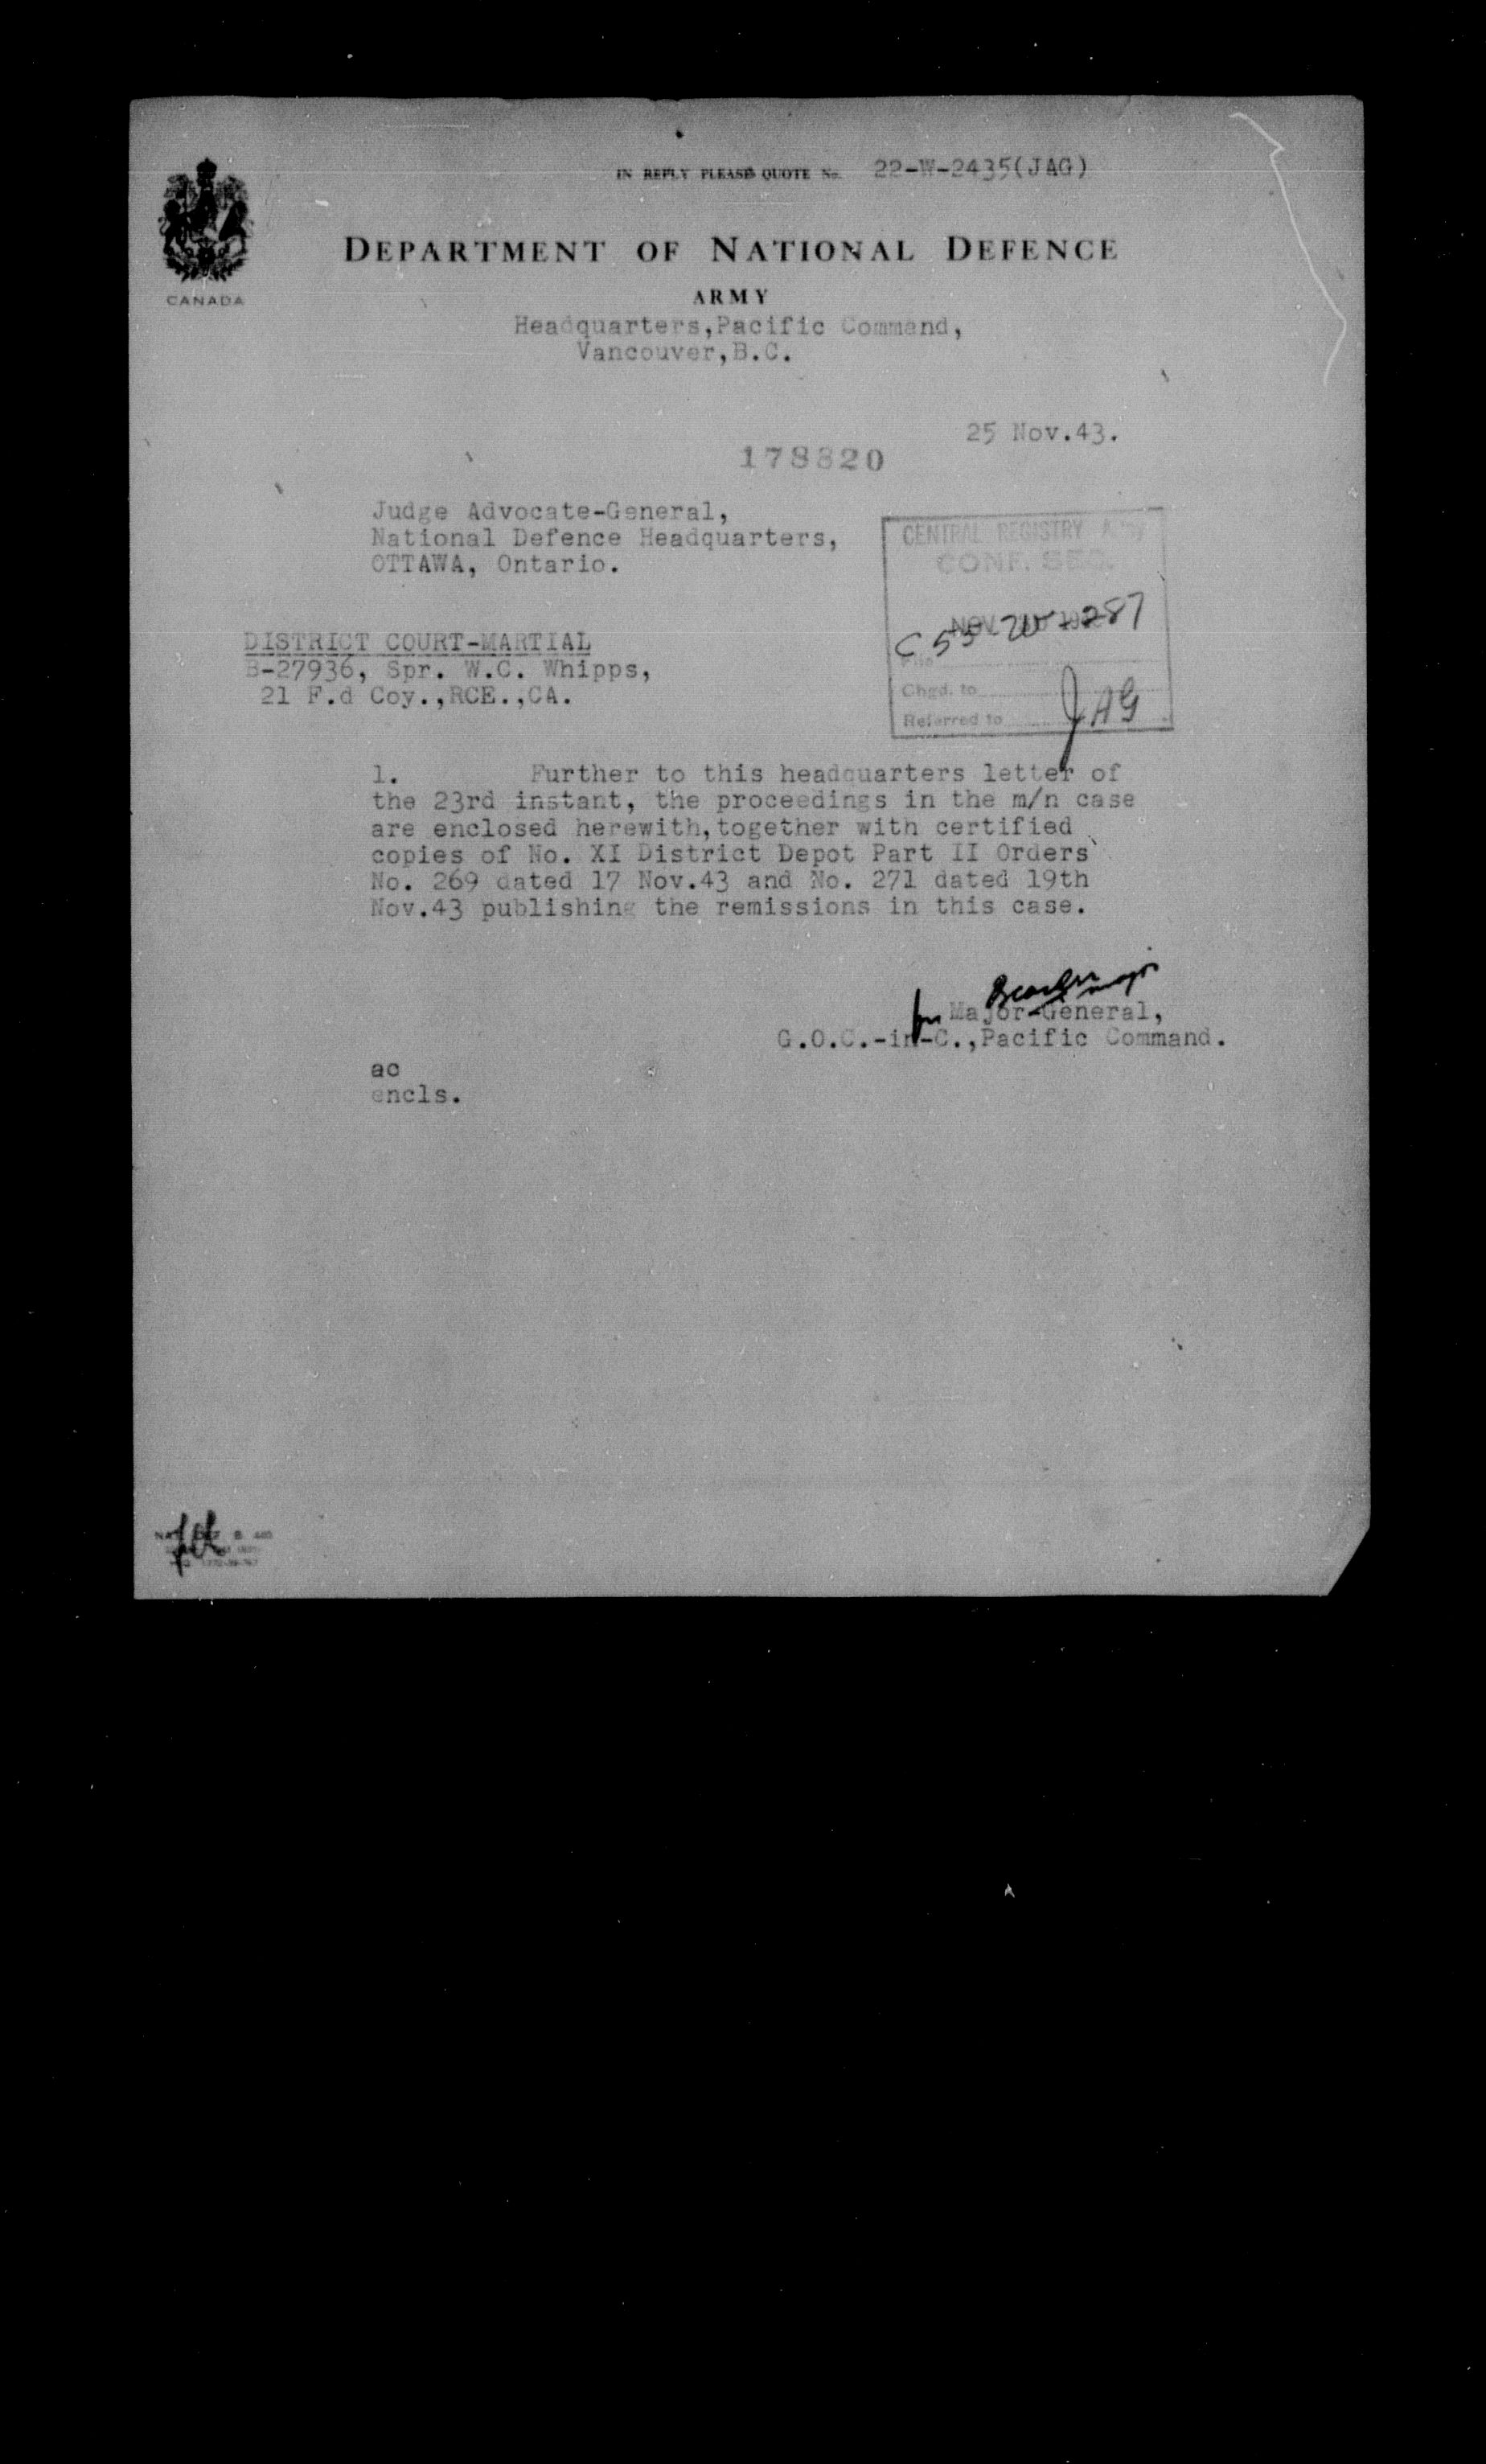 IN REPLY PLEASE QUOTE No. 22-W-2435(JAG)
DEPARTMENT OF NATIONAL DEFENCE
CANADA
ARMY
Headquarters,Pacific Command,
Vancouver,B.C.
25 Nov.43.
178820
Judge Advocate-General,
National Defence Headquarters,
OTTAWA, Ontario.
CENTRAL REGISTRY Army
CONF. SEC.
C 55-W-287
File
Chgd. to
Referred to JAG
DISTRICT COURT-MARTIAL
B-27936, Spr. W.C. Whipps,
21 F.d Coy.,RCE.,CA.
1. Further to this headquarters letter of
the 23rd instant, the proceedings in the m/n case
are enclosed herewith,together with certified
copies of No. XI District Depot Part II Orders
No. 269 dated 17 Nov.43 and No. 271 dated 19th
Nov.43 publishing the remissions in this case.
for Major-General,
G.O.C.-in-C.,Pacific Command.
ac
encls.